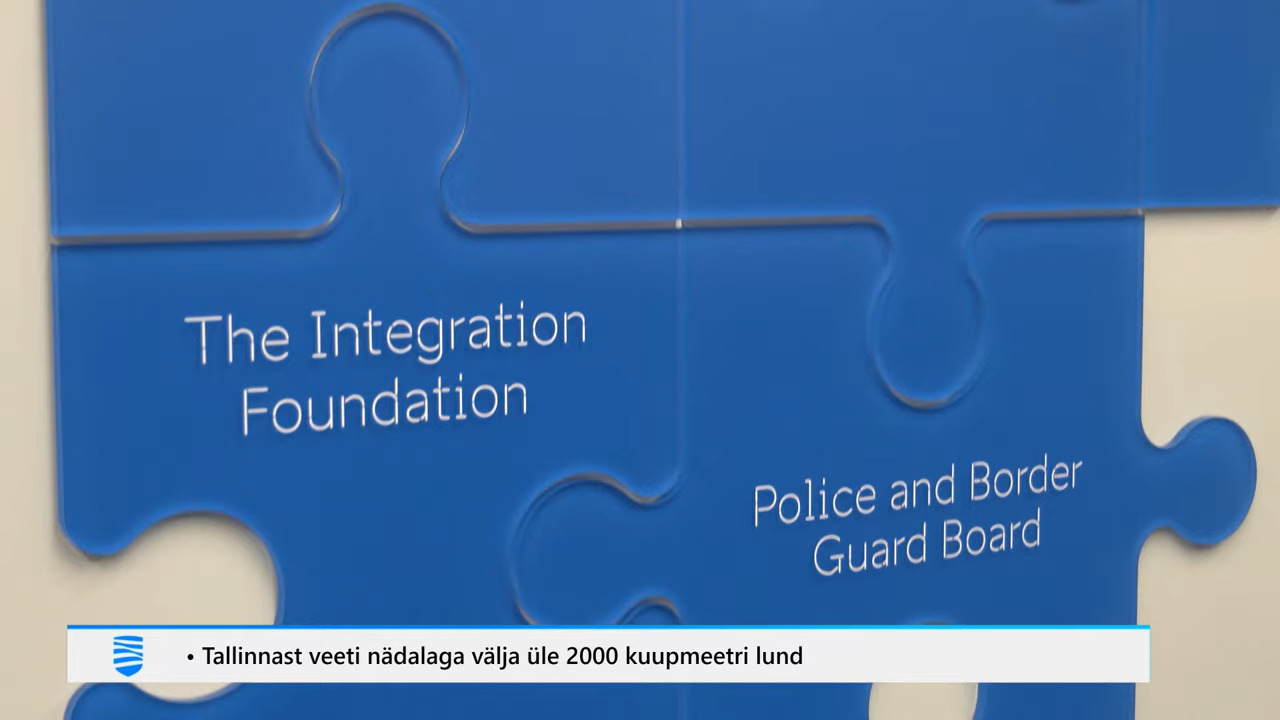 The Integration
Foundation
Police and Border
Guard Board
• Tallinnast veeti nädalaga välja üle 2000 kuupmeetri lund